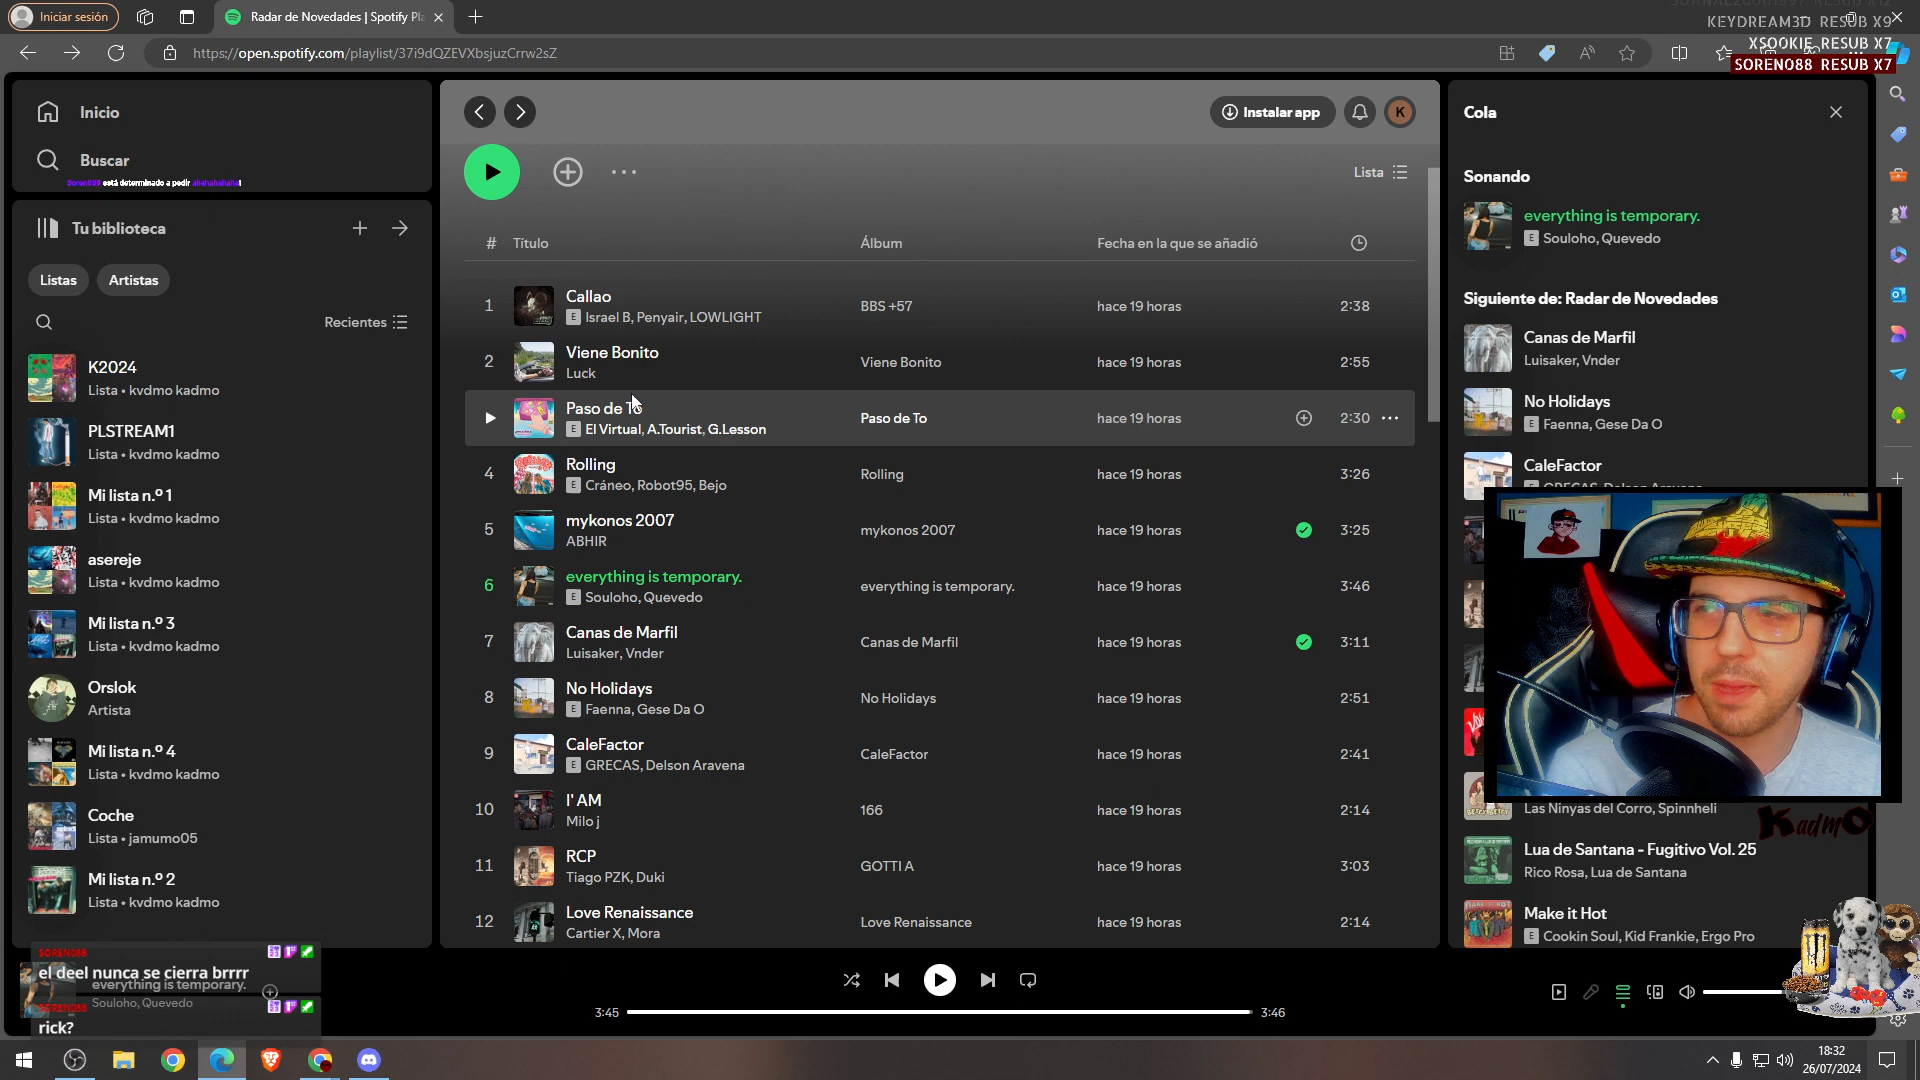 Iniciar sesión
Radar de Novedades | Spotify Pla
KEYDREAM3D RESUB X9
https://open.spotify.com/playlist/37i9dQZEVXbsjuzCrrw2sZ
XSOOKIE RESUB X7
SOREN088 RESUB X7
Inicio
Buscar
Soren088 está determinado a pedir ahahahahaha!
Tu biblioteca
Listas
Artistas
Recientes
K2024
Lista • kvdmo kadmo
PLSTREAM1
Lista • kvdmo kadmo
Mi lista n.º 1
Lista • kvdmo kadmo
asereje
Lista • kvdmo kadmo
Mi lista n.º 3
Lista • kvdmo kadmo
Orslok
Artista
Mi lista n.º 4
Lista • kvdmo kadmo
Coche
Lista • jamumo05
Mi lista n.º 2
Lista • kvdmo kadmo
Instalar app
K
Lista
# Título Álbum Fecha en la que se añadió
1 Callao BBS +57 hace 19 horas 2:38
E Israel B, Penyair, LOWLIGHT
2 Viene Bonito Viene Bonito hace 19 horas 2:55
Luck
Paso de To Paso de To hace 19 horas 2:30
E El Virtual, A.Tourist, G.Lesson
4 Rolling Rolling hace 19 horas 3:26
E Cráneo, Robot95, Bejo
5 mykonos 2007 mykonos 2007 hace 19 horas 3:25
ABHIR
6 everything is temporary. everything is temporary. hace 19 horas 3:46
E Souloho, Quevedo
7 Canas de Marfil Canas de Marfil hace 19 horas 3:11
Luisaker, Vnder
8 No Holidays No Holidays hace 19 horas 2:51
E Faenna, Gese Da O
9 CaleFactor CaleFactor hace 19 horas 2:41
E GRECAS, Delson Aravena
10 I' AM 166 hace 19 horas 2:14
Milo j
11 RCP GOTTI A hace 19 horas 3:03
Tiago PZK, Duki
12 Love Renaissance Love Renaissance hace 19 horas 2:14
Cartier X, Mora
Cola
Sonando
everything is temporary.
E Souloho, Quevedo
Siguiente de: Radar de Novedades
Canas de Marfil
Luisaker, Vnder
No Holidays
E Faenna, Gese Da O
CaleFactor
E GRECAS, Delson Aravena
Las Ninyas del Corro, Spinnheli
KadmO
Lua de Santana - Fugitivo Vol. 25
Rico Rosa, Lua de Santana
Make it Hot
E Cookin Soul, Kid Frankie, Ergo Pro
SOREN088
el deel nunca se cierra brrrr
everything is temporary.
Souloho, Quevedo
SOREN088
rick?
3:45
3:46
18:32
26/07/2024